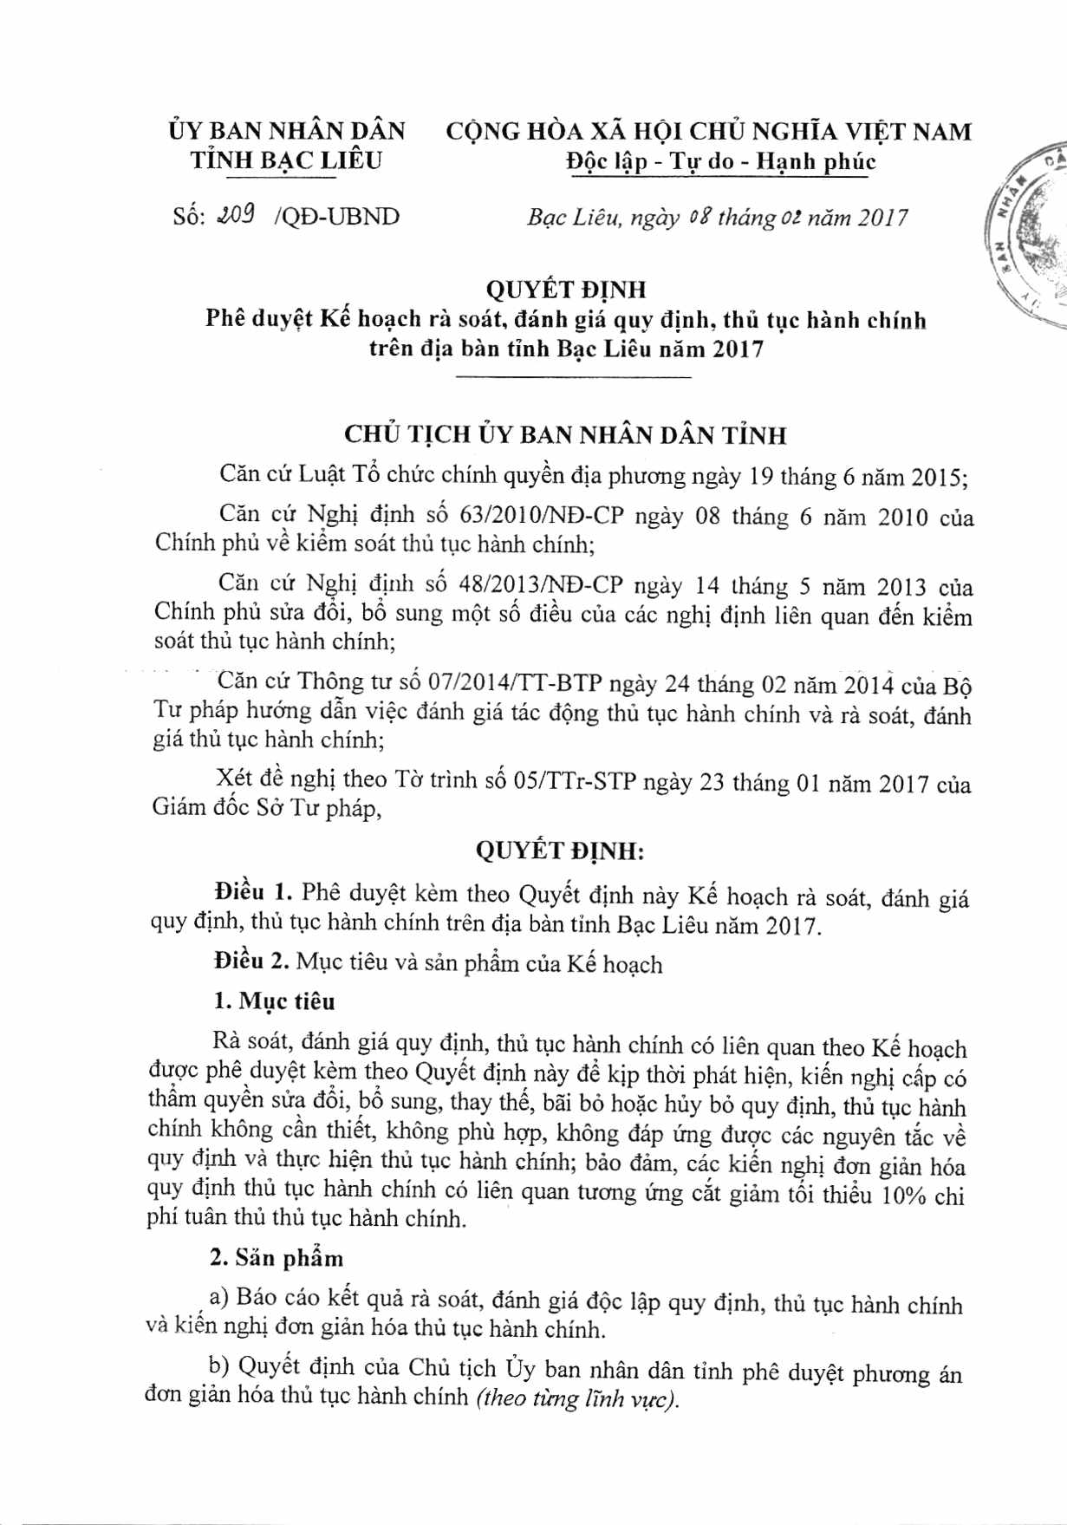 ỦY BAN NHÂN DÂN
TỈNH BẠC LIÊU
CỘNG HÒA XÃ HỘI CHỦ NGHĨA VIỆT NAM
Độc lập - Tự do - Hạnh phúc
Số: 209 /QĐ-UBND
Bạc Liêu, ngày 08 tháng 02 năm 2017
QUYẾT ĐỊNH
Phê duyệt Kế hoạch rà soát, đánh giá quy định, thủ tục hành chính
trên địa bàn tỉnh Bạc Liêu năm 2017
CHỦ TỊCH ỦY BAN NHÂN DÂN TỈNH
Căn cứ Luật Tổ chức chính quyền địa phương ngày 19 tháng 6 năm 2015;
Căn cứ Nghị định số 63/2010/NĐ-CP ngày 08 tháng 6 năm 2010 của
Chính phủ về kiểm soát thủ tục hành chính;
Căn cứ Nghị định số 48/2013/NĐ-CP ngày 14 tháng 5 năm 2013 của
Chính phủ sửa đổi, bổ sung một số điều của các nghị định liên quan đến kiểm
soát thủ tục hành chính;
Căn cứ Thông tư số 07/2014/TT-BTP ngày 24 tháng 02 năm 2014 của Bộ
Tư pháp hướng dẫn việc đánh giá tác động thủ tục hành chính và rà soát, đánh
giá thủ tục hành chính;
Xét đề nghị theo Tờ trình số 05/TTr-STP ngày 23 tháng 01 năm 2017 của
Giám đốc Sở Tư pháp,
QUYẾT ĐỊNH:
Điều 1. Phê duyệt kèm theo Quyết định này Kế hoạch rà soát, đánh giá
quy định, thủ tục hành chính trên địa bàn tỉnh Bạc Liêu năm 2017.
Điều 2. Mục tiêu và sản phẩm của Kế hoạch
1. Mục tiêu
Rà soát, đánh giá quy định, thủ tục hành chính có liên quan theo Kế hoạch
được phê duyệt kèm theo Quyết định này để kịp thời phát hiện, kiến nghị cấp có
thẩm quyền sửa đổi, bổ sung, thay thế, bãi bỏ hoặc hủy bỏ quy định, thủ tục hành
chính không cần thiết, không phù hợp, không đáp ứng được các nguyên tắc về
quy định và thực hiện thủ tục hành chính; bảo đảm, các kiến nghị đơn giản hóa
quy định thủ tục hành chính có liên quan tương ứng cắt giảm tối thiểu 10% chi
phí tuân thủ thủ tục hành chính.
2. Sản phẩm
a) Báo cáo kết quả rà soát, đánh giá độc lập quy định, thủ tục hành chính
và kiến nghị đơn giản hóa thủ tục hành chính.
b) Quyết định của Chủ tịch Ủy ban nhân dân tỉnh phê duyệt phương án
đơn giản hóa thủ tục hành chính (theo từng lĩnh vực).
BAN NHÂN